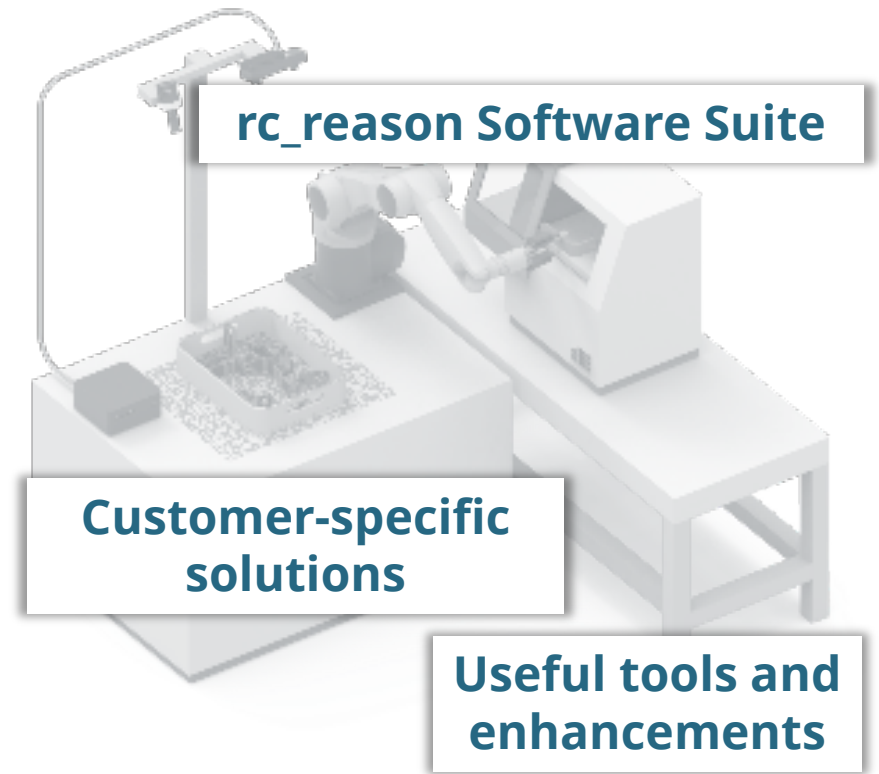 rc_reason Software Suite
Customer-specific
solutions
Useful tools and
enhancements